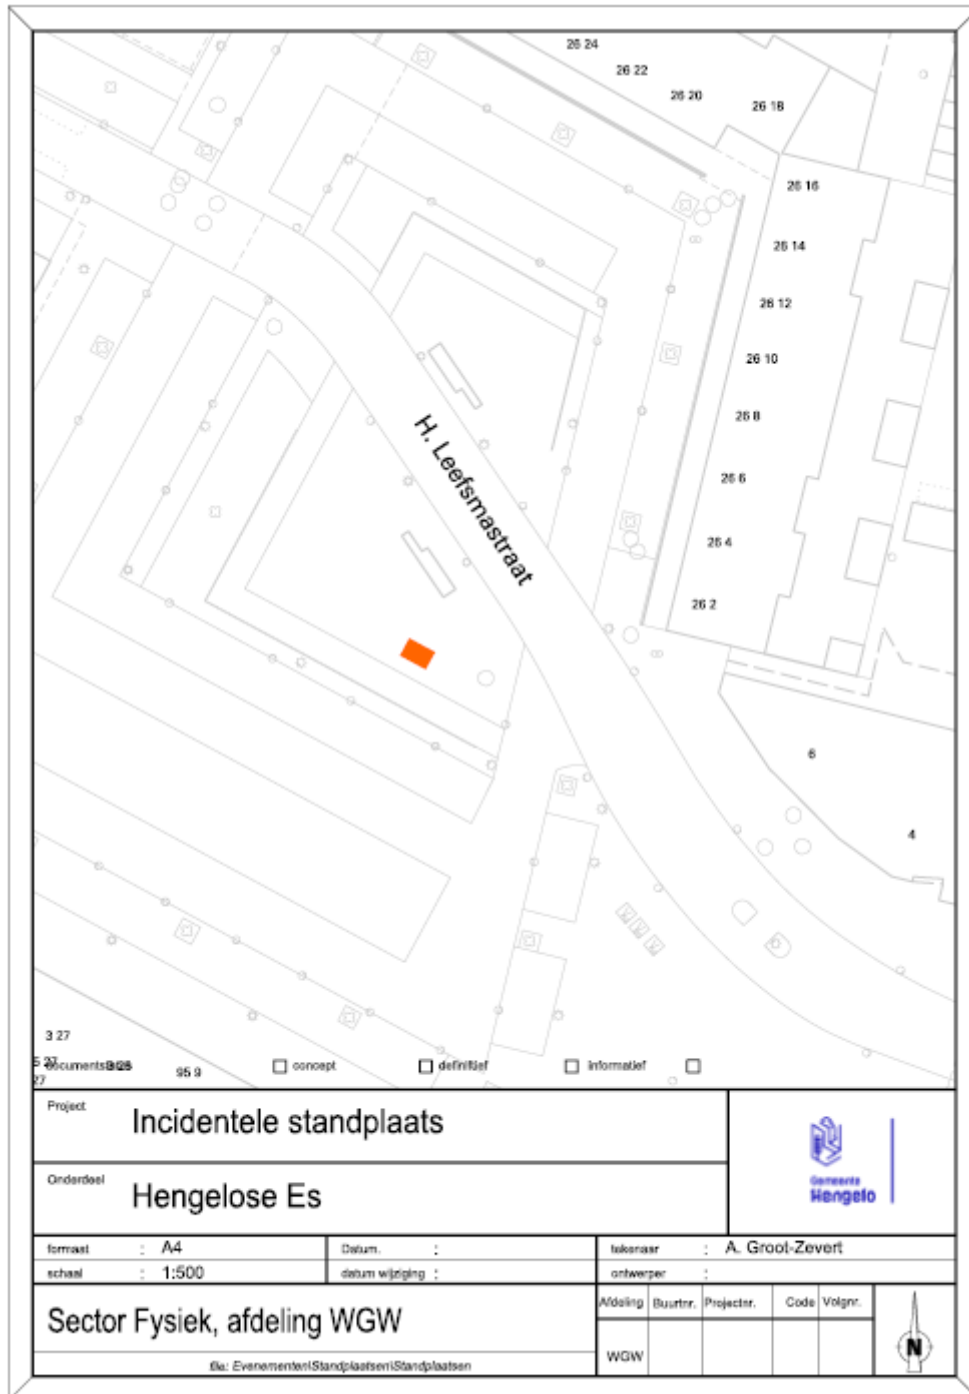 26 24
26 22
26 20
26 18
26 16
26 14
26 12
26 10
26 8
26 6
26 4
26 2
H. Leefsmastraat
6
4
3 27
27
95 9
concept
definitief
informatief
Project
Incidentele standplaats
Onderdeel
Hengelose Es
Gemeente
Hengelo
formaat : A4
Datum. :
tekenaar : A. Groot-Zevert
schaal : 1:500
datum wijziging :
ontwerper :
Sector Fysiek, afdeling WGW
Afdeling Buurtnr. Projectnr. Code Volgnr.
WGW
N
file: Evenementen\Standplaatsen\Standplaatsen